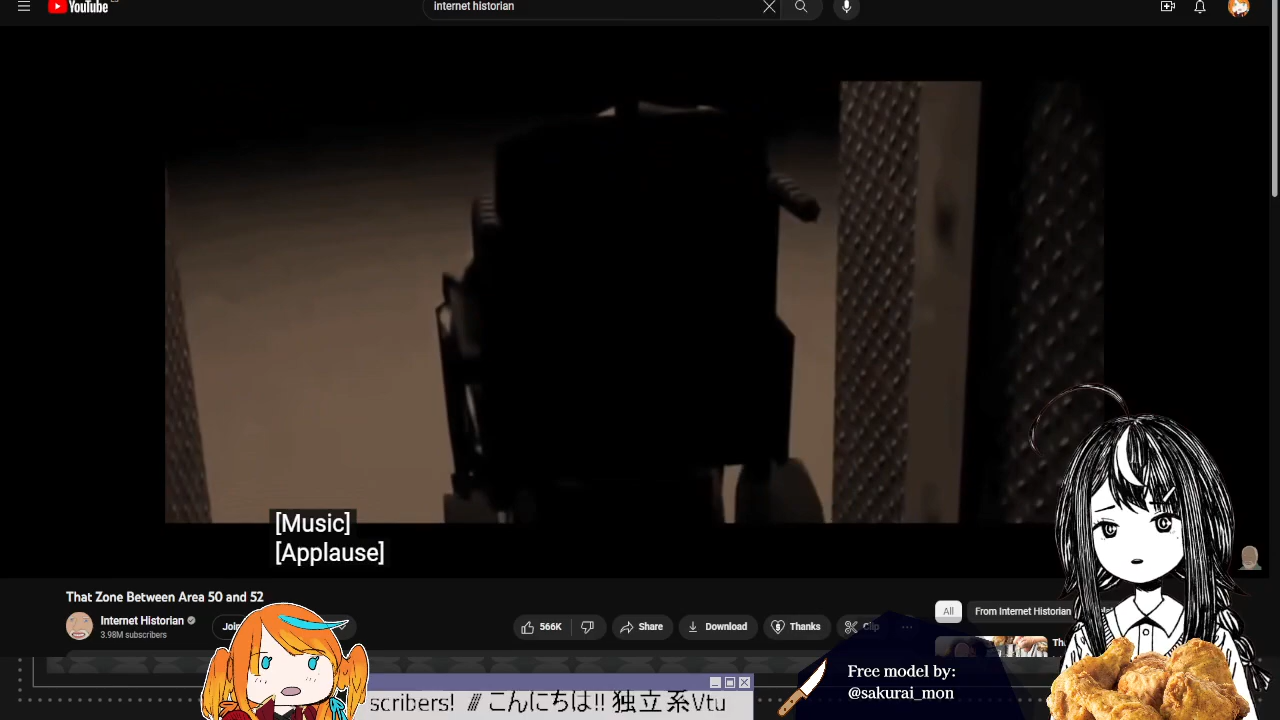 YouTube
internet historian
[Music]
[Applause]
That Zone Between Area 50 and 52
Internet Historian
3.98M subscribers
566K
Share
Download
Thanks
Clip
All
From Internet Historian
Free model by:
@sakurai_mon
scribers! /// こんにちは!! 独立系Vtu